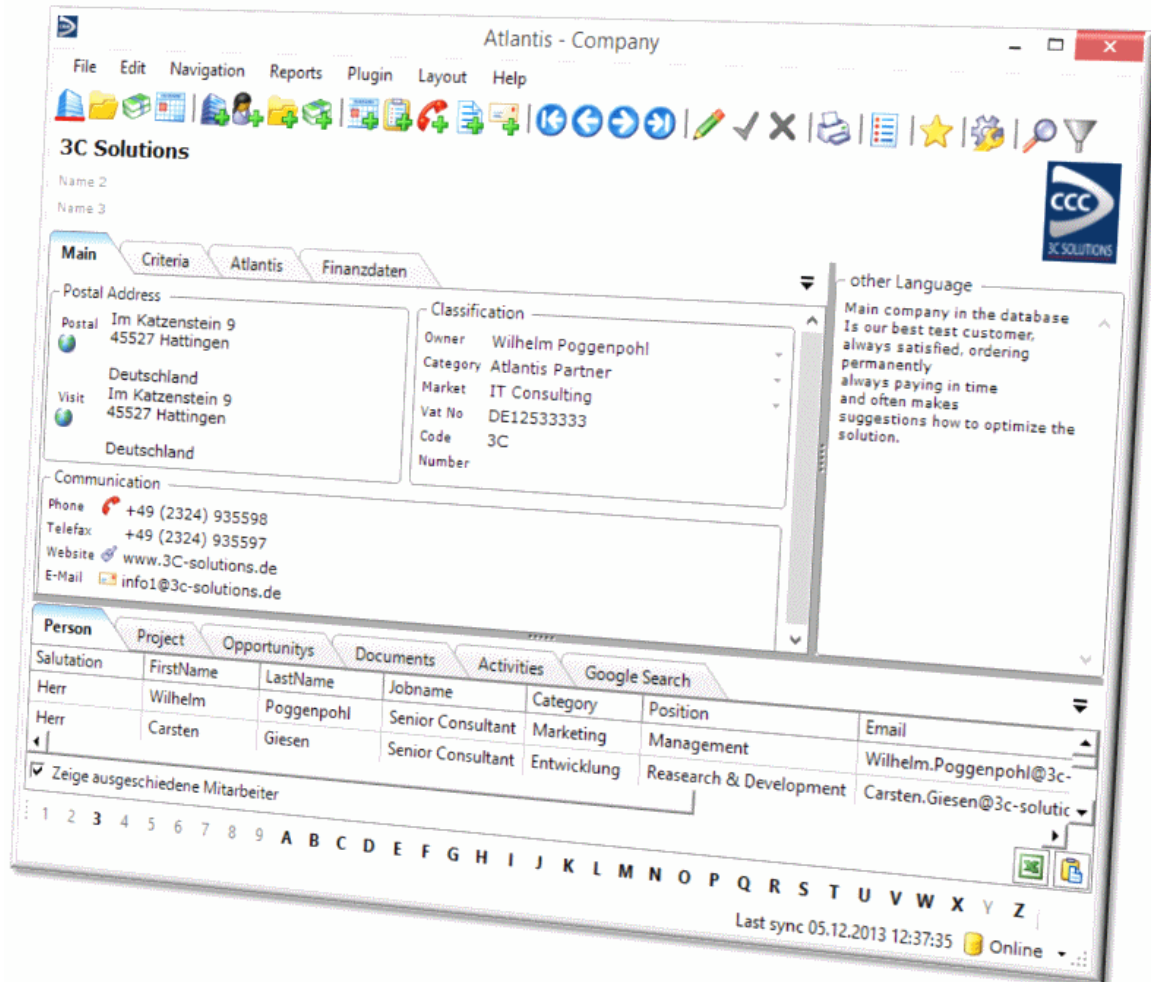 Atlantis - Company
File Edit Navigation Reports Plugin Layout Help
3C Solutions
Name 2
Name 3
CCC
3C SOLUTIONS
Main Criteria Atlantis Finanzdaten
Postal Address
Postal Im Katzenstein 9
45527 Hattingen
Deutschland
Visit Im Katzenstein 9
45527 Hattingen
Deutschland
Classification
Owner Wilhelm Poggenpohl
Category Atlantis Partner
Market IT Consulting
Vat No DE12533333
Code 3C
Number
other Language
Main company in the database
Is our best test customer,
always satisfied, ordering
permanently
always paying in time
and often makes
suggestions how to optimize the
solution.
Communication
Phone +49 (2324) 935598
Telefax +49 (2324) 935597
Website www.3C-solutions.de
E-Mail info1@3c-solutions.de
Person Project Opportunitys Documents Activities Google Search
Salutation FirstName LastName Jobname Category Position Email
Herr Wilhelm Poggenpohl Senior Consultant Marketing Management Wilhelm.Poggenpohl@3c-
Herr Carsten Giesen Senior Consultant Entwicklung Reasearch & Development Carsten.Giesen@3c-solutic
Zeige ausgeschiedene Mitarbeiter
1 2 3 4 5 6 7 8 9 A B C D E F G H I J K L M N O P Q R S T U V W X Y Z
Last sync 05.12.2013 12:37:35 Online